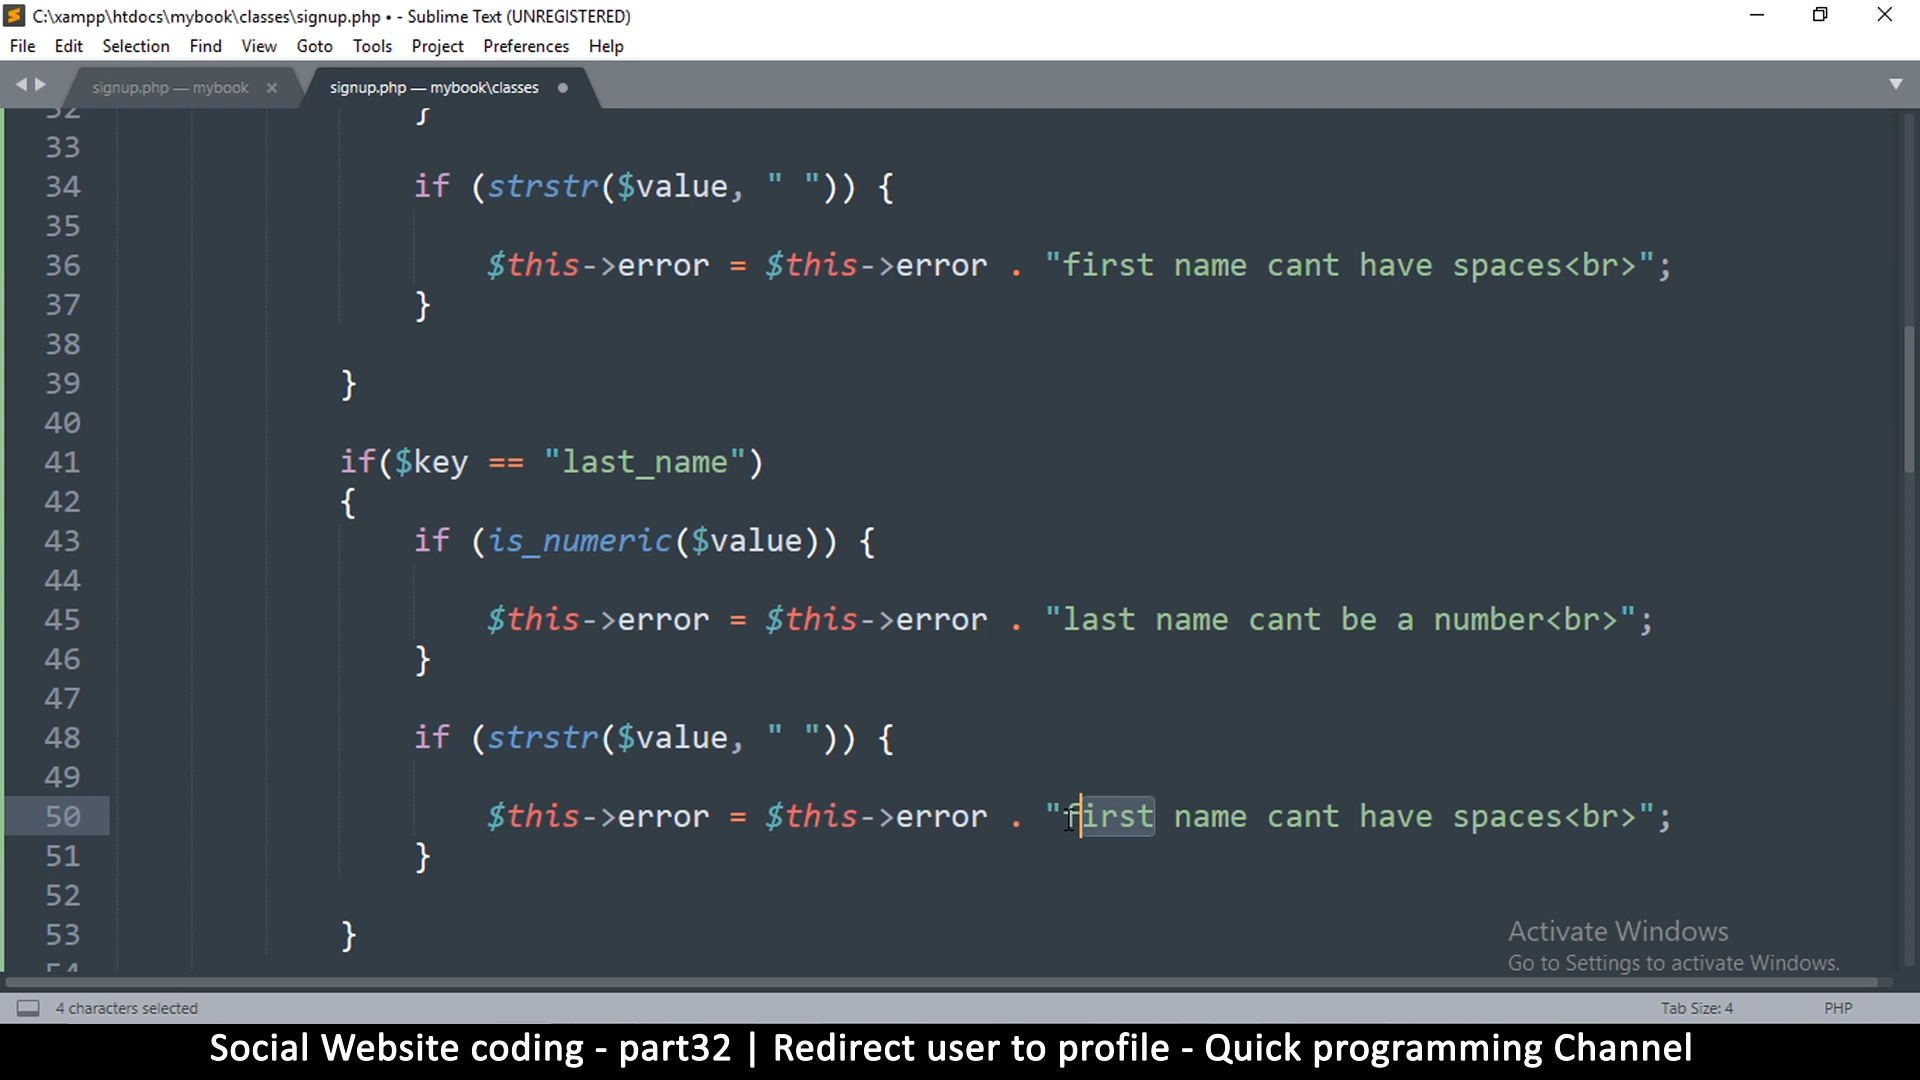 C:\xampp\htdocs\mybook\classes\signup.php • - Sublime Text (UNREGISTERED)
File Edit Selection Find View Goto Tools Project Preferences Help
signup.php — mybook × signup.php — mybook\classes
32 }
33
34 if (strstr($value, " ")) {
35
36 $this->error = $this->error . "first name cant have spaces<br>";
37 }
38
39 }
40
41 if($key == "last_name")
42 {
43 if (is_numeric($value)) {
44
45 $this->error = $this->error . "last name cant be a number<br>";
46 }
47
48 if (strstr($value, " ")) {
49
50 $this->error = $this->error . "first name cant have spaces<br>";
51 }
52
53 }
54
Activate Windows
Go to Settings to activate Windows.
4 characters selected Tab Size: 4 PHP
Social Website coding - part32 | Redirect user to profile - Quick programming Channel